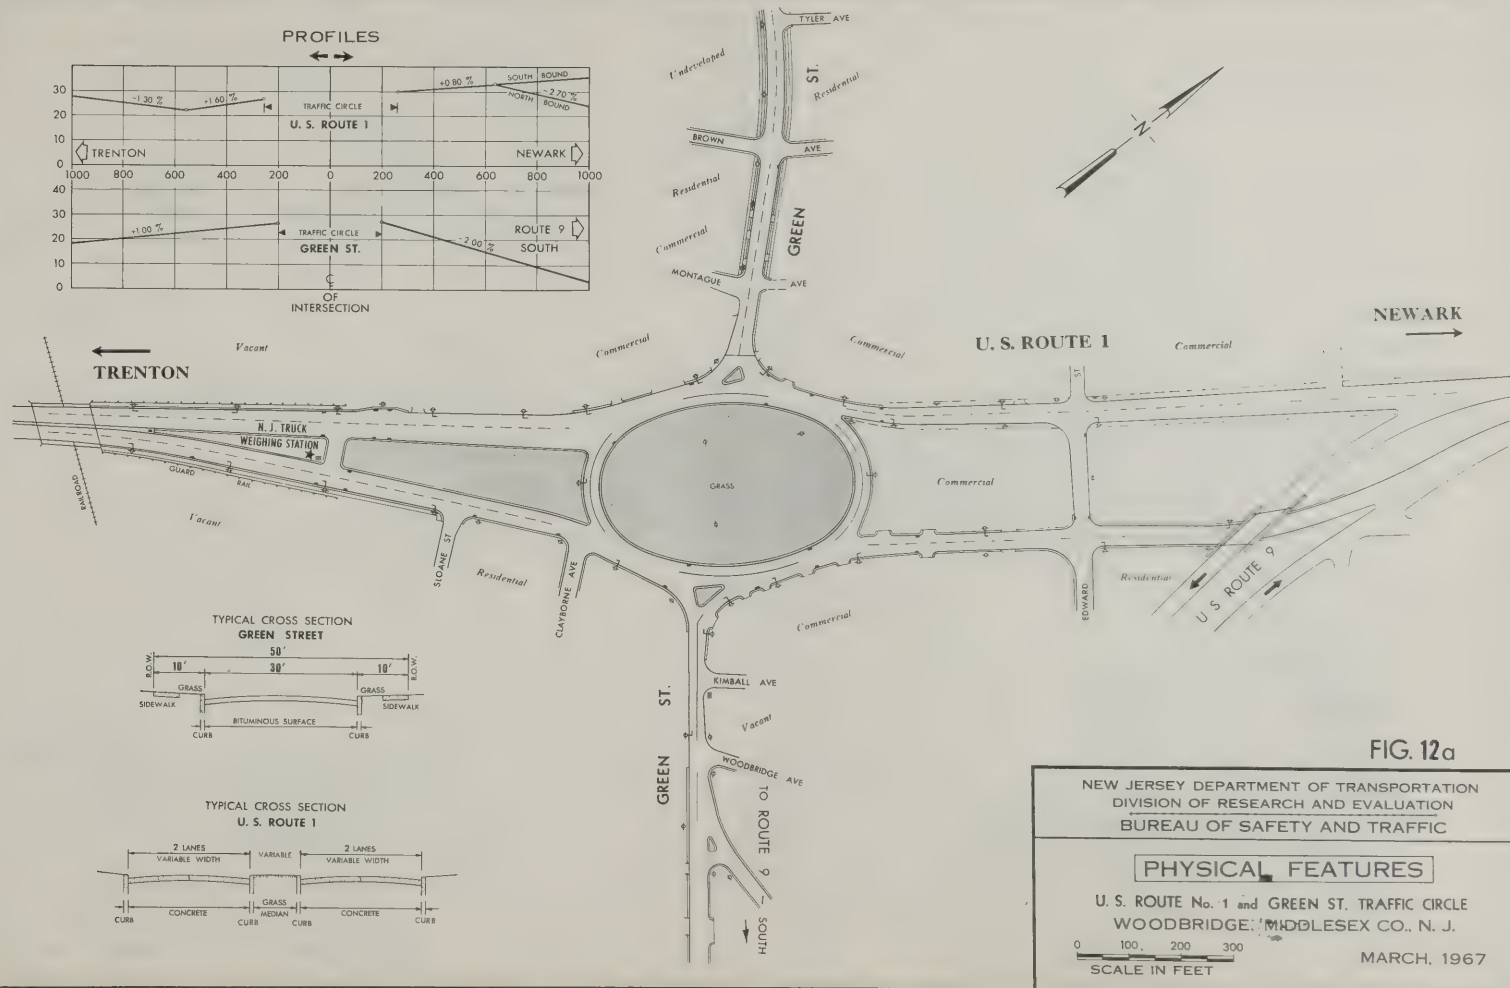 PROFILES
30
20
10
0
-1.30 %
+1.60 %
TRAFFIC CIRCLE
U. S. ROUTE 1
+0.80 %
SOUTH BOUND
-2.70 %
NORTH BOUND
TRENTON
NEWARK
1000 800 600 400 200 0 200 400 600 800 1000
40
30
20
10
0
+1.00 %
TRAFFIC CIRCLE
GREEN ST.
-2.00 %
ROUTE 9
SOUTH
℄
OF
INTERSECTION
TYLER AVE
Undeveloped
ST.
Residential
BROWN
AVE
Residential
GREEN
Commercial
MONTAGUE
AVE
N
Vacant
Commercial
Commercial
U. S. ROUTE 1
Commercial
NEWARK
TRENTON
ST
N. J. TRUCK
WEIGHING STATION
GUARD
RAIL
RAILROAD
Vacant
GRASS
Commercial
SLOANE ST
Residential
CLAYBORNE AVE
Commercial
EDWARD
Residential
U S ROUTE 9
TYPICAL CROSS SECTION
GREEN STREET
50'
R.O.W.
10'
30'
10'
R.O.W.
GRASS
GRASS
SIDEWALK
SIDEWALK
BITUMINOUS SURFACE
CURB
CURB
ST.
GREEN
KIMBALL AVE
Vacant
WOODBRIDGE AVE
TO ROUTE 9 - SOUTH
TYPICAL CROSS SECTION
U. S. ROUTE 1
2 LANES
VARIABLE WIDTH
VARIABLE
2 LANES
VARIABLE WIDTH
CURB
CONCRETE
CURB
GRASS
MEDIAN
CURB
CONCRETE
CURB
FIG. 12a
NEW JERSEY DEPARTMENT OF TRANSPORTATION
DIVISION OF RESEARCH AND EVALUATION
BUREAU OF SAFETY AND TRAFFIC
PHYSICAL FEATURES
U. S. ROUTE No. 1 and GREEN ST. TRAFFIC CIRCLE
WOODBRIDGE, MIDDLESEX CO., N. J.
0 100 200 300
SCALE IN FEET
MARCH, 1967